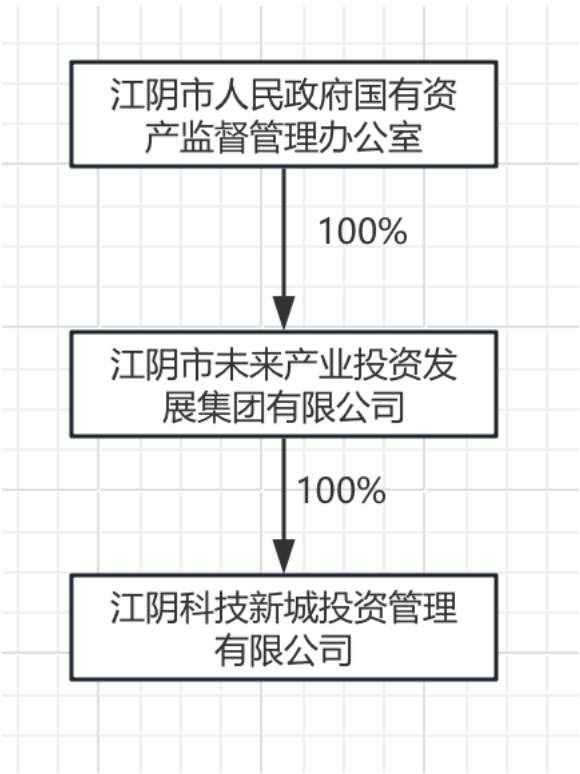 江阴市人民政府国有资
产监督管理办公室
100%
江阴市未来产业投资发
展集团有限公司
100%
江阴科技新城投资管理
有限公司